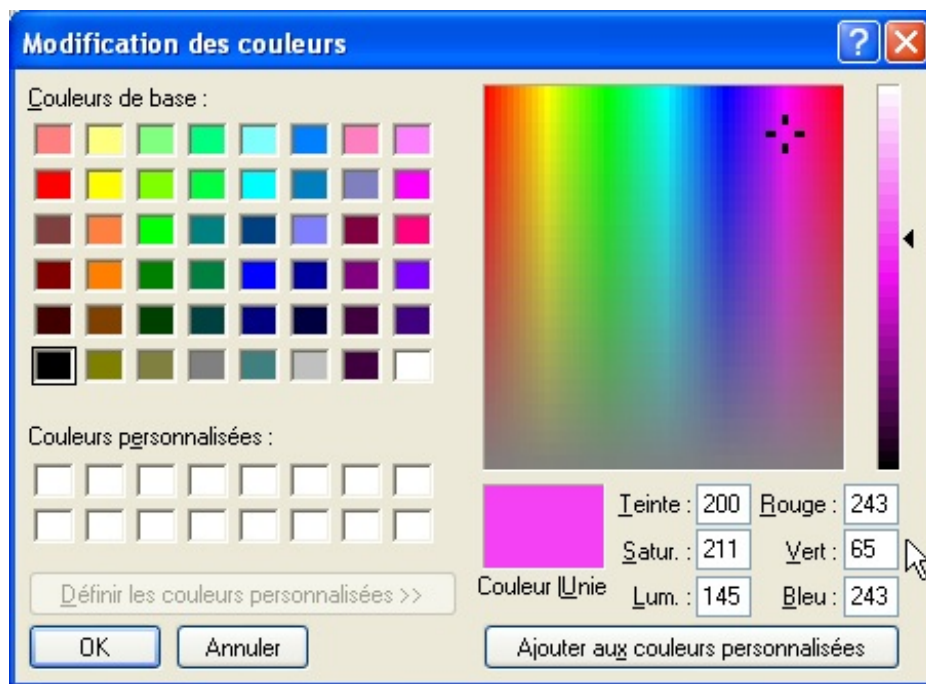 Modification des couleurs
?
Couleurs de base :
Couleurs personnalisées :
Définir les couleurs personnalisées >>
OK
Annuler
Couleur|Unie
Teinte : 200
Satur. : 211
Lum. : 145
Rouge : 243
Vert : 65
Bleu : 243
Ajouter aux couleurs personnalisées